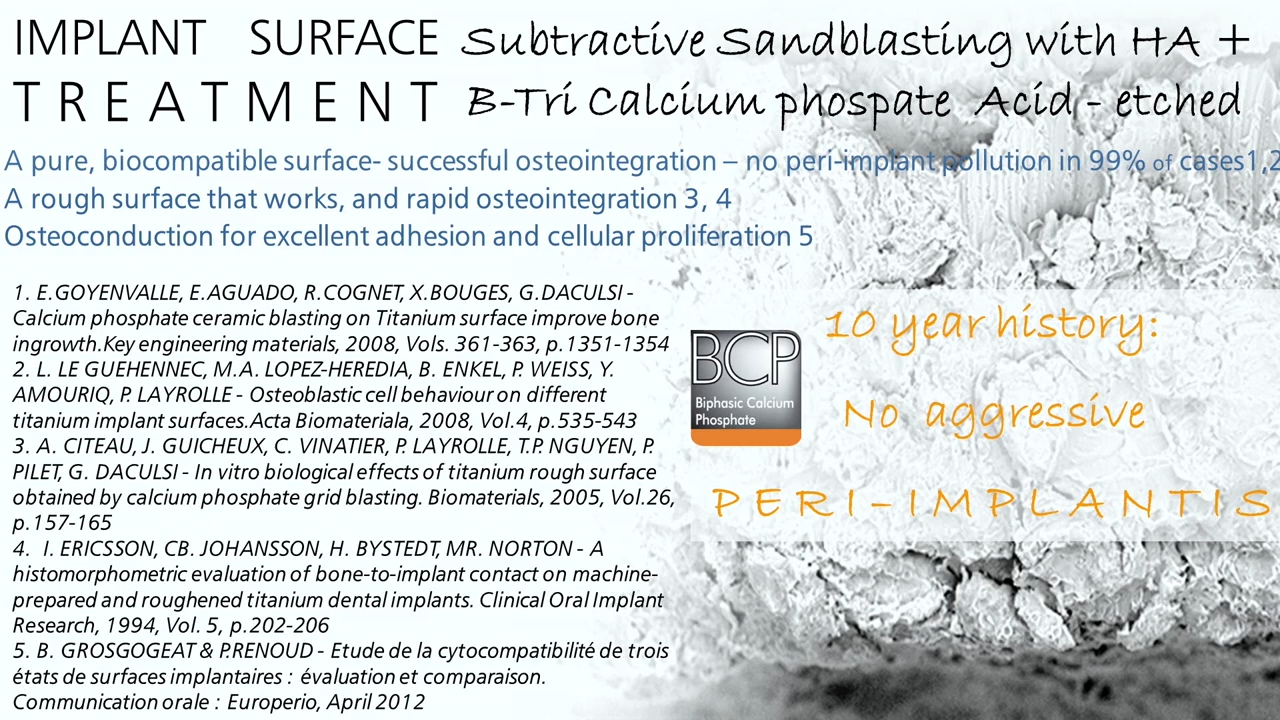 IMPLANT SURFACE
TREATMENT
Subtractive Sandblasting with HA +
B-Tri Calcium phospate Acid - etched
A pure, biocompatible surface- successful osteointegration – no peri-implant pollution in 99% of cases1,2
A rough surface that works, and rapid osteointegration 3, 4
Osteoconduction for excellent adhesion and cellular proliferation 5
1. E.GOYENVALLE, E.AGUADO, R.COGNET, X.BOUGES, G.DACULSI -
Calcium phosphate ceramic blasting on Titanium surface improve bone
ingrowth.Key engineering materials, 2008, Vols. 361-363, p.1351-1354
2. L. LE GUEHENNEC, M.A. LOPEZ-HEREDIA, B. ENKEL, P. WEISS, Y.
AMOURIQ, P. LAYROLLE - Osteoblastic cell behaviour on different
titanium implant surfaces.Acta Biomateriala, 2008, Vol.4, p.535-543
3. A. CITEAU, J. GUICHEUX, C. VINATIER, P. LAYROLLE, T.P. NGUYEN, P.
PILET, G. DACULSI - In vitro biological effects of titanium rough surface
obtained by calcium phosphate grid blasting. Biomaterials, 2005, Vol.26,
p.157-165
4. I. ERICSSON, CB. JOHANSSON, H. BYSTEDT, MR. NORTON - A
histomorphometric evaluation of bone-to-implant contact on machine-
prepared and roughened titanium dental implants. Clinical Oral Implant
Research, 1994, Vol. 5, p.202-206
5. B. GROSGOGEAT & P.RENOUD - Etude de la cytocompatibilité de trois
états de surfaces implantaires : évaluation et comparaison.
Communication orale : Europerio, April 2012
BCP
Biphasic Calcium
Phosphate
10 year history:
No aggressive
PERI-IMPLANTIS